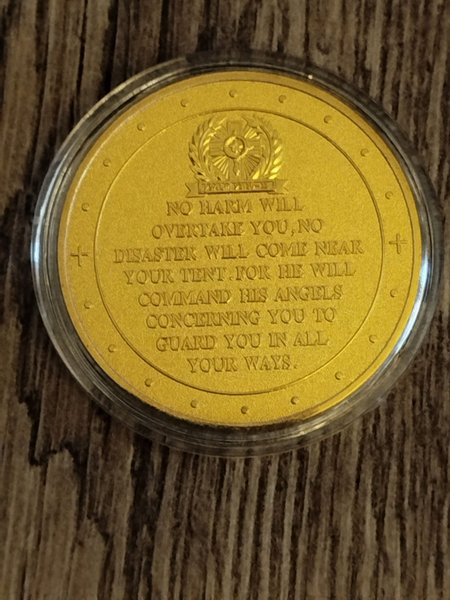 NO HARM WILL
OVERTAKE YOU, NO
DISASTER WILL COME NEAR
YOUR TENT. FOR HE WILL
COMMAND HIS ANGELS
CONCERNING YOU TO
GUARD YOU IN ALL
YOUR WAYS.